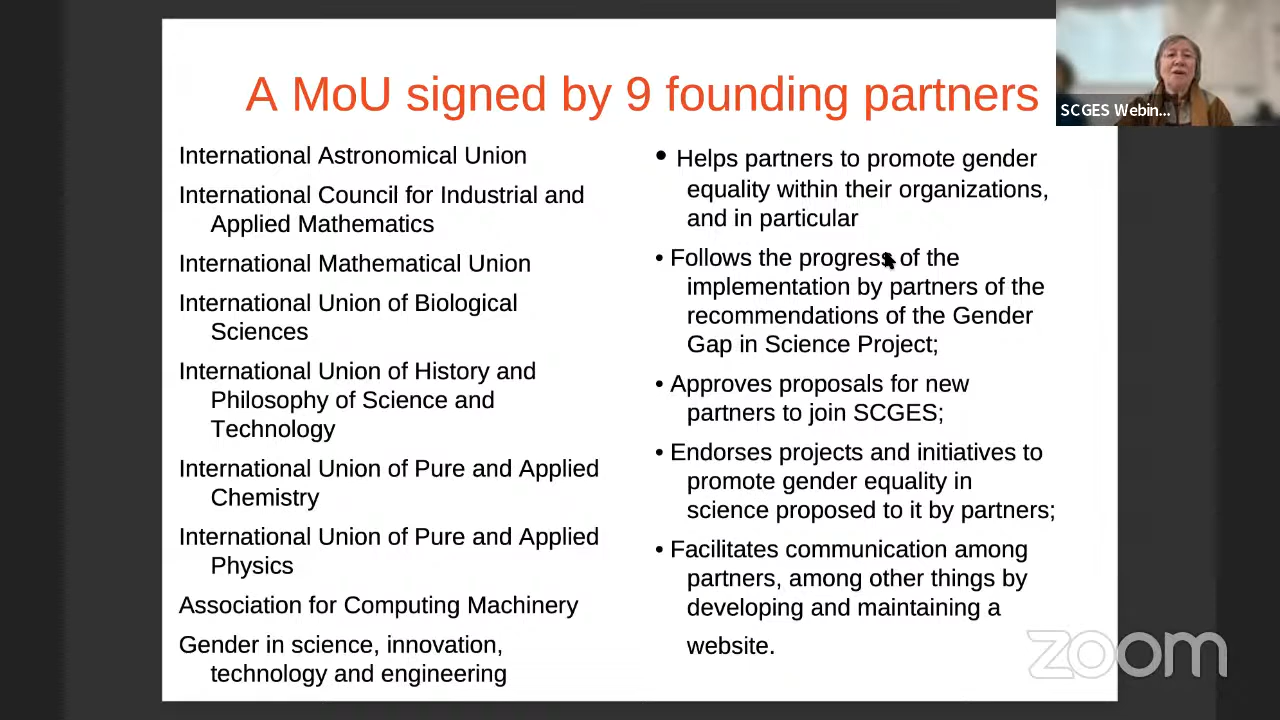 A MoU signed by 9 founding partners
International Astronomical Union
International Council for Industrial and
Applied Mathematics
International Mathematical Union
International Union of Biological
Sciences
International Union of History and
Philosophy of Science and
Technology
International Union of Pure and Applied
Chemistry
International Union of Pure and Applied
Physics
Association for Computing Machinery
Gender in science, innovation,
technology and engineering
• Helps partners to promote gender
equality within their organizations,
and in particular
• Follows the progress of the
implementation by partners of the
recommendations of the Gender
Gap in Science Project;
• Approves proposals for new
partners to join SCGES;
• Endorses projects and initiatives to
promote gender equality in
science proposed to it by partners;
• Facilitates communication among
partners, among other things by
developing and maintaining a
website.
SCGES Webin...
zoom